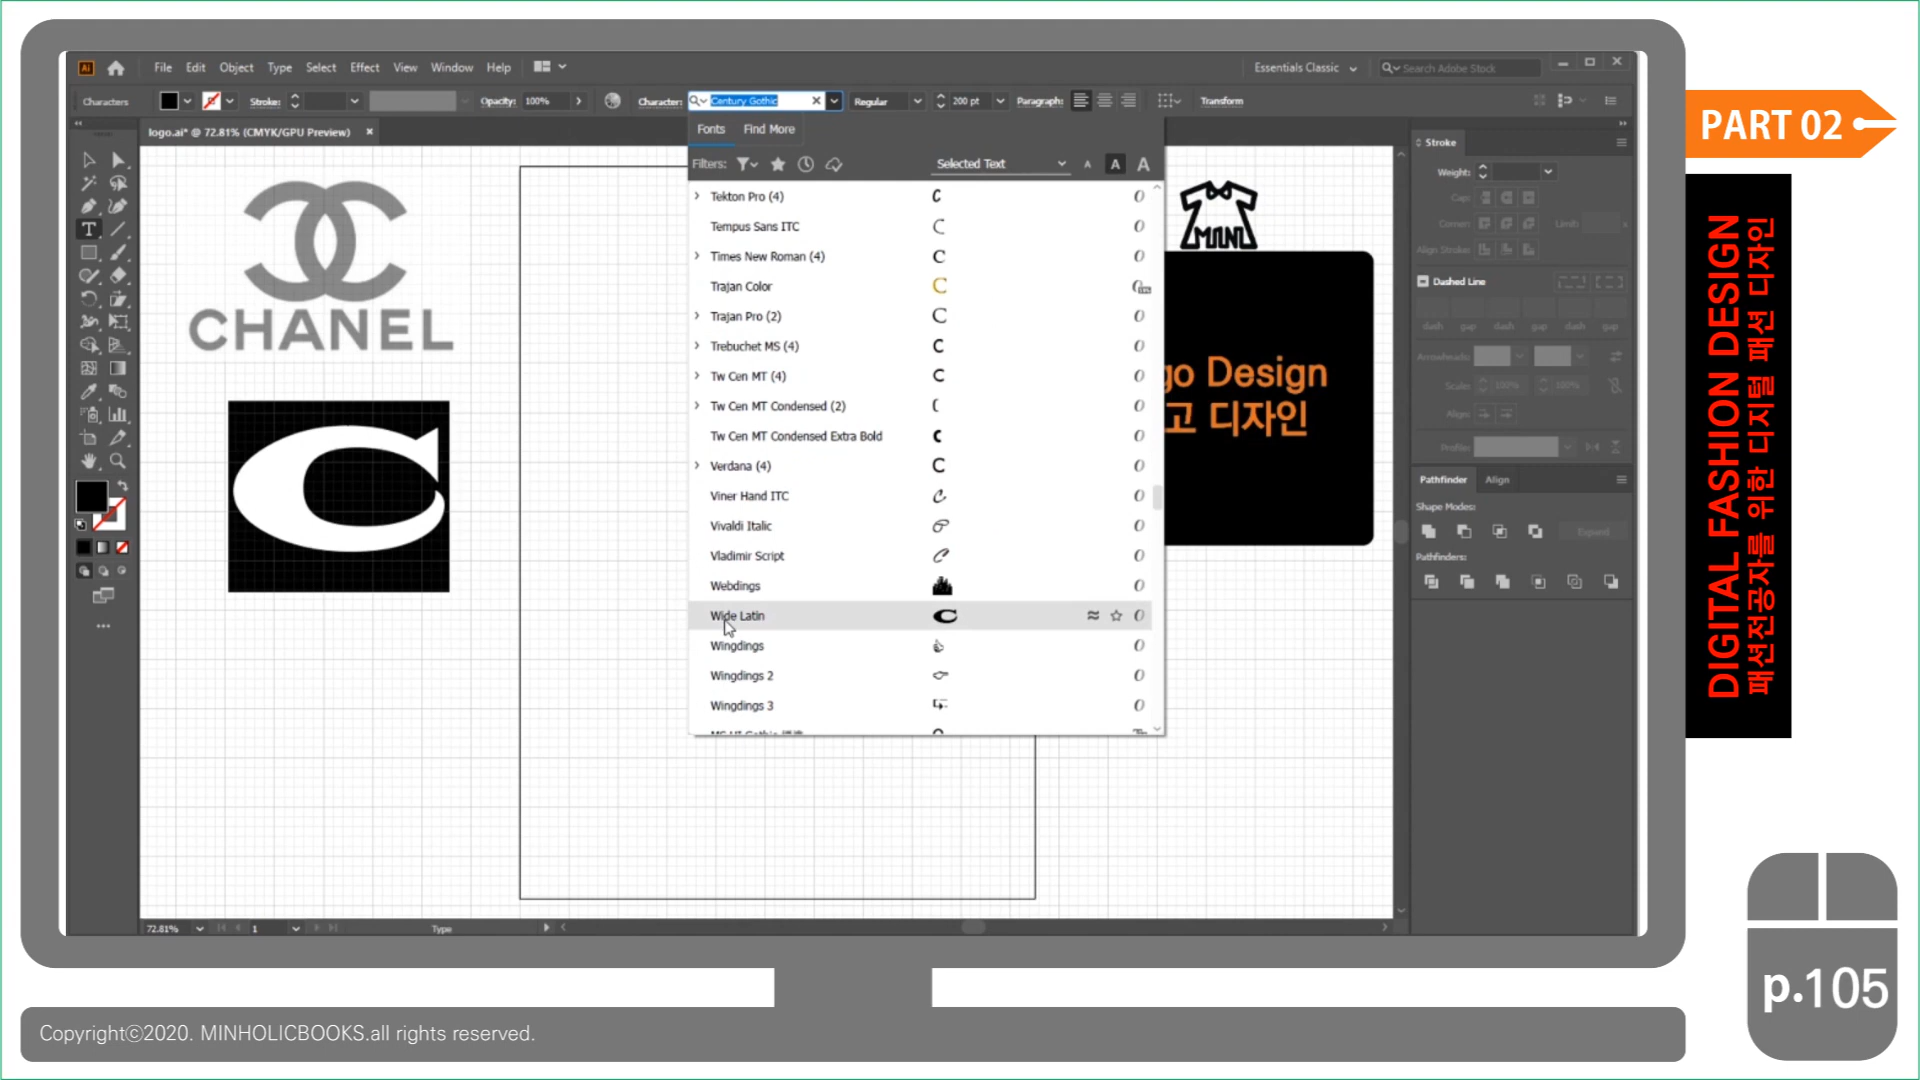 File Edit Object Type Select Effect View Window Help
Essentials Classic
Search Adobe Stock
Characters
Stroke:
Opacity: 100%
Character: Century Gothic
Regular
200 pt
Paragraph:
Transform
logo.ai* @ 72.81% (CMYK/GPU Preview)
Fonts Find More
Filters:
Selected Text
Tekton Pro (4)
Tempus Sans ITC
Times New Roman (4)
Trajan Color
Trajan Pro (2)
Trebuchet MS (4)
Tw Cen MT (4)
Tw Cen MT Condensed (2)
Tw Cen MT Condensed Extra Bold
Verdana (4)
Viner Hand ITC
Vivaldi Italic
Vladimir Script
Webdings
Wide Latin
Wingdings
Wingdings 2
Wingdings 3
CHANEL
C
MINI
go Design
고 디자인
Stroke
Weight:
Cap:
Corner:
Limit:
Align Stroke:
Dashed Line
dash gap dash gap dash gap
Arrowheads:
Scale: 100% 100%
Align:
Profile:
Pathfinder Align
Shape Modes:
Expand
Pathfinders:
72.81%
1
Type
PART 02
DIGITAL FASHION DESIGN
패션전공자를 위한 디지털 패션 디자인
p.105
Copyrightⓒ2020. MINHOLICBOOKS.all rights reserved.